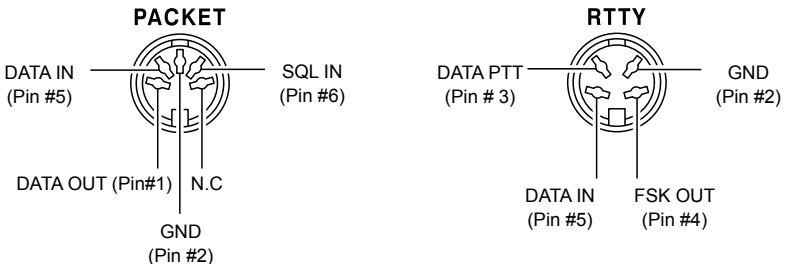 PACKET
DATA IN
(Pin #5)
SQL IN
(Pin #6)
DATA OUT (Pin#1)
N.C
GND
(Pin #2)
RTTY
DATA PTT
(Pin # 3)
GND
(Pin #2)
DATA IN
(Pin #5)
FSK OUT
(Pin #4)